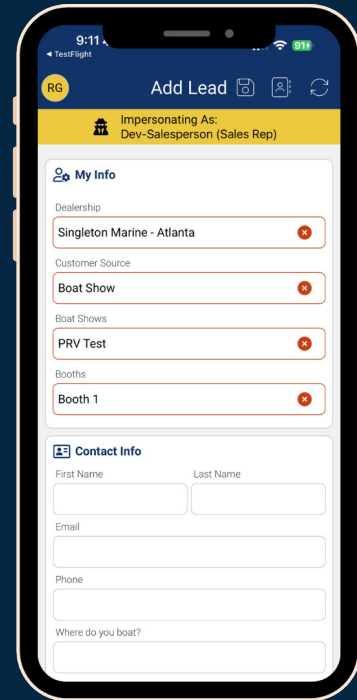 9:11
◄ TestFlight
91
RG
Add Lead
Impersonating As:
Dev-Salesperson (Sales Rep)
My Info
Dealership
Singleton Marine - Atlanta
Customer Source
Boat Show
Boat Shows
PRV Test
Booths
Booth 1
Contact Info
First Name Last Name
Email
Phone
Where do you boat?